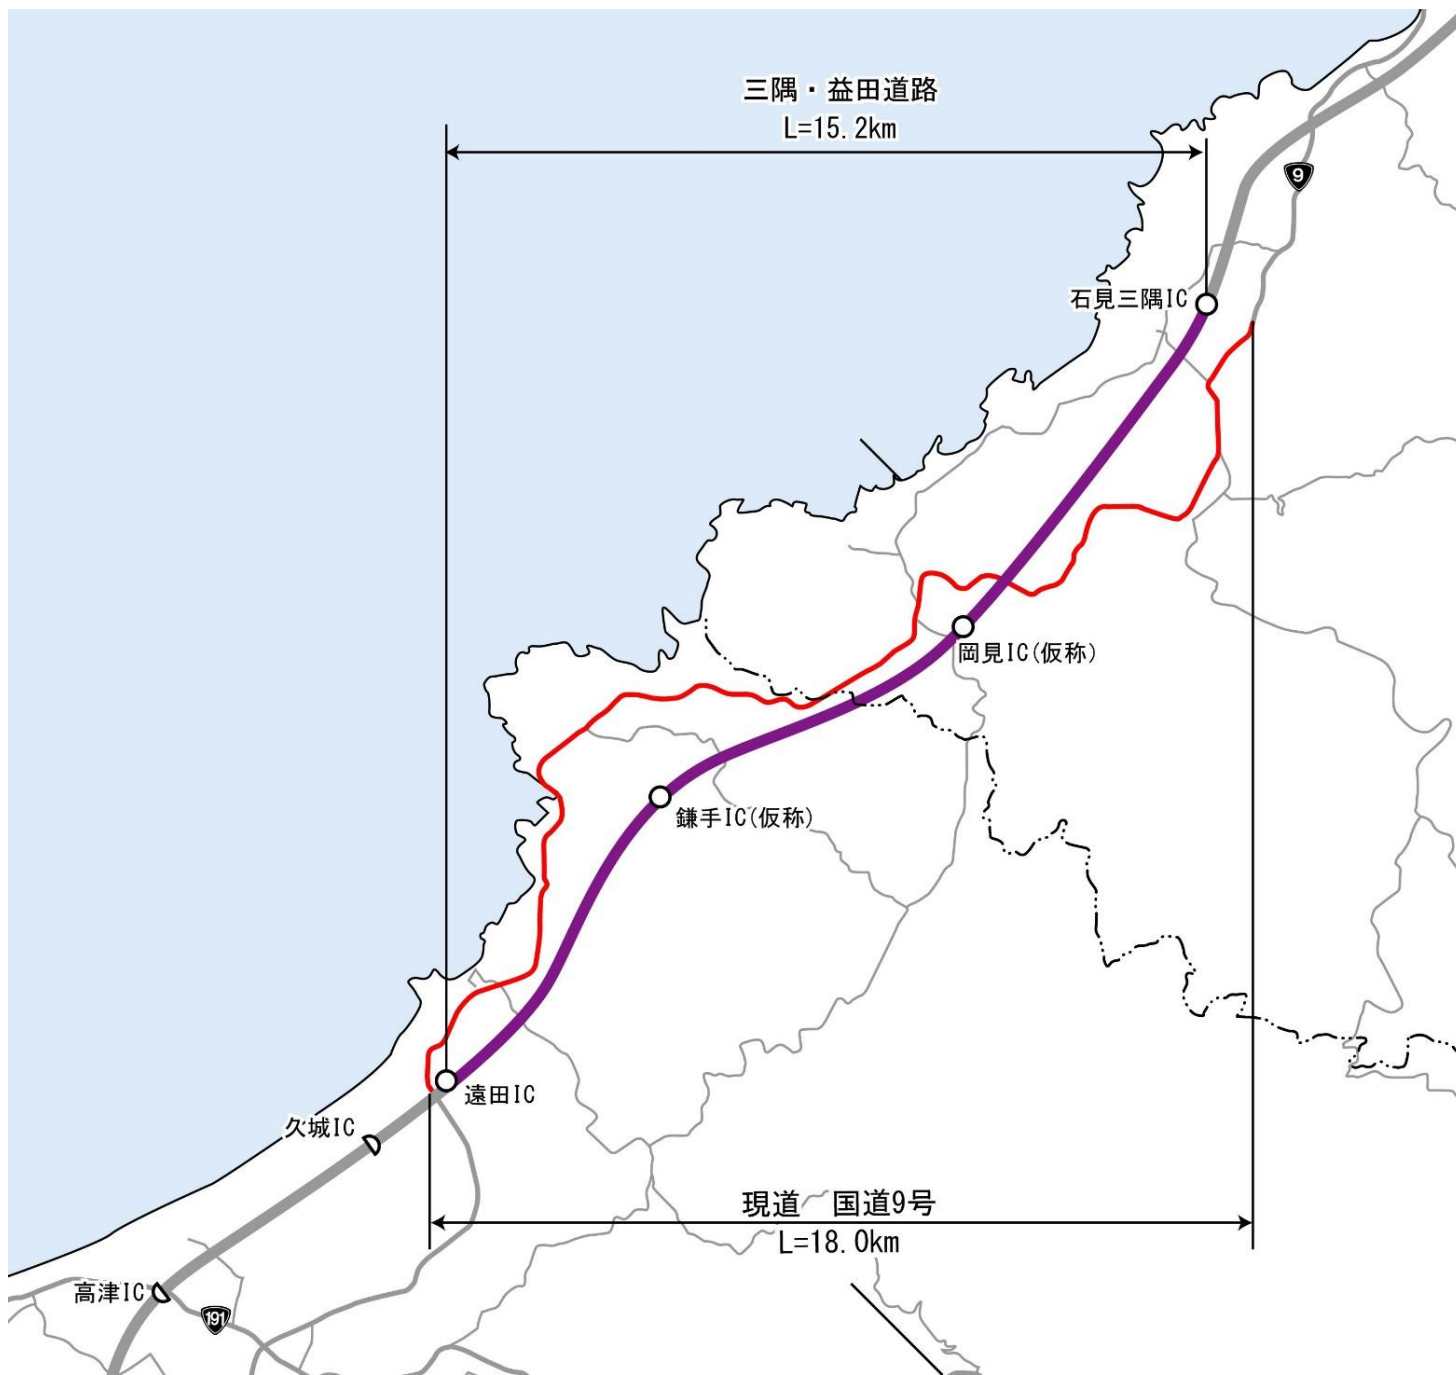 三隅・益田道路
L=15.2km
9
石見三隅IC
岡見IC(仮称)
鎌手IC(仮称)
遠田IC
久城IC
現道 国道9号
L=18.0km
高津IC
191